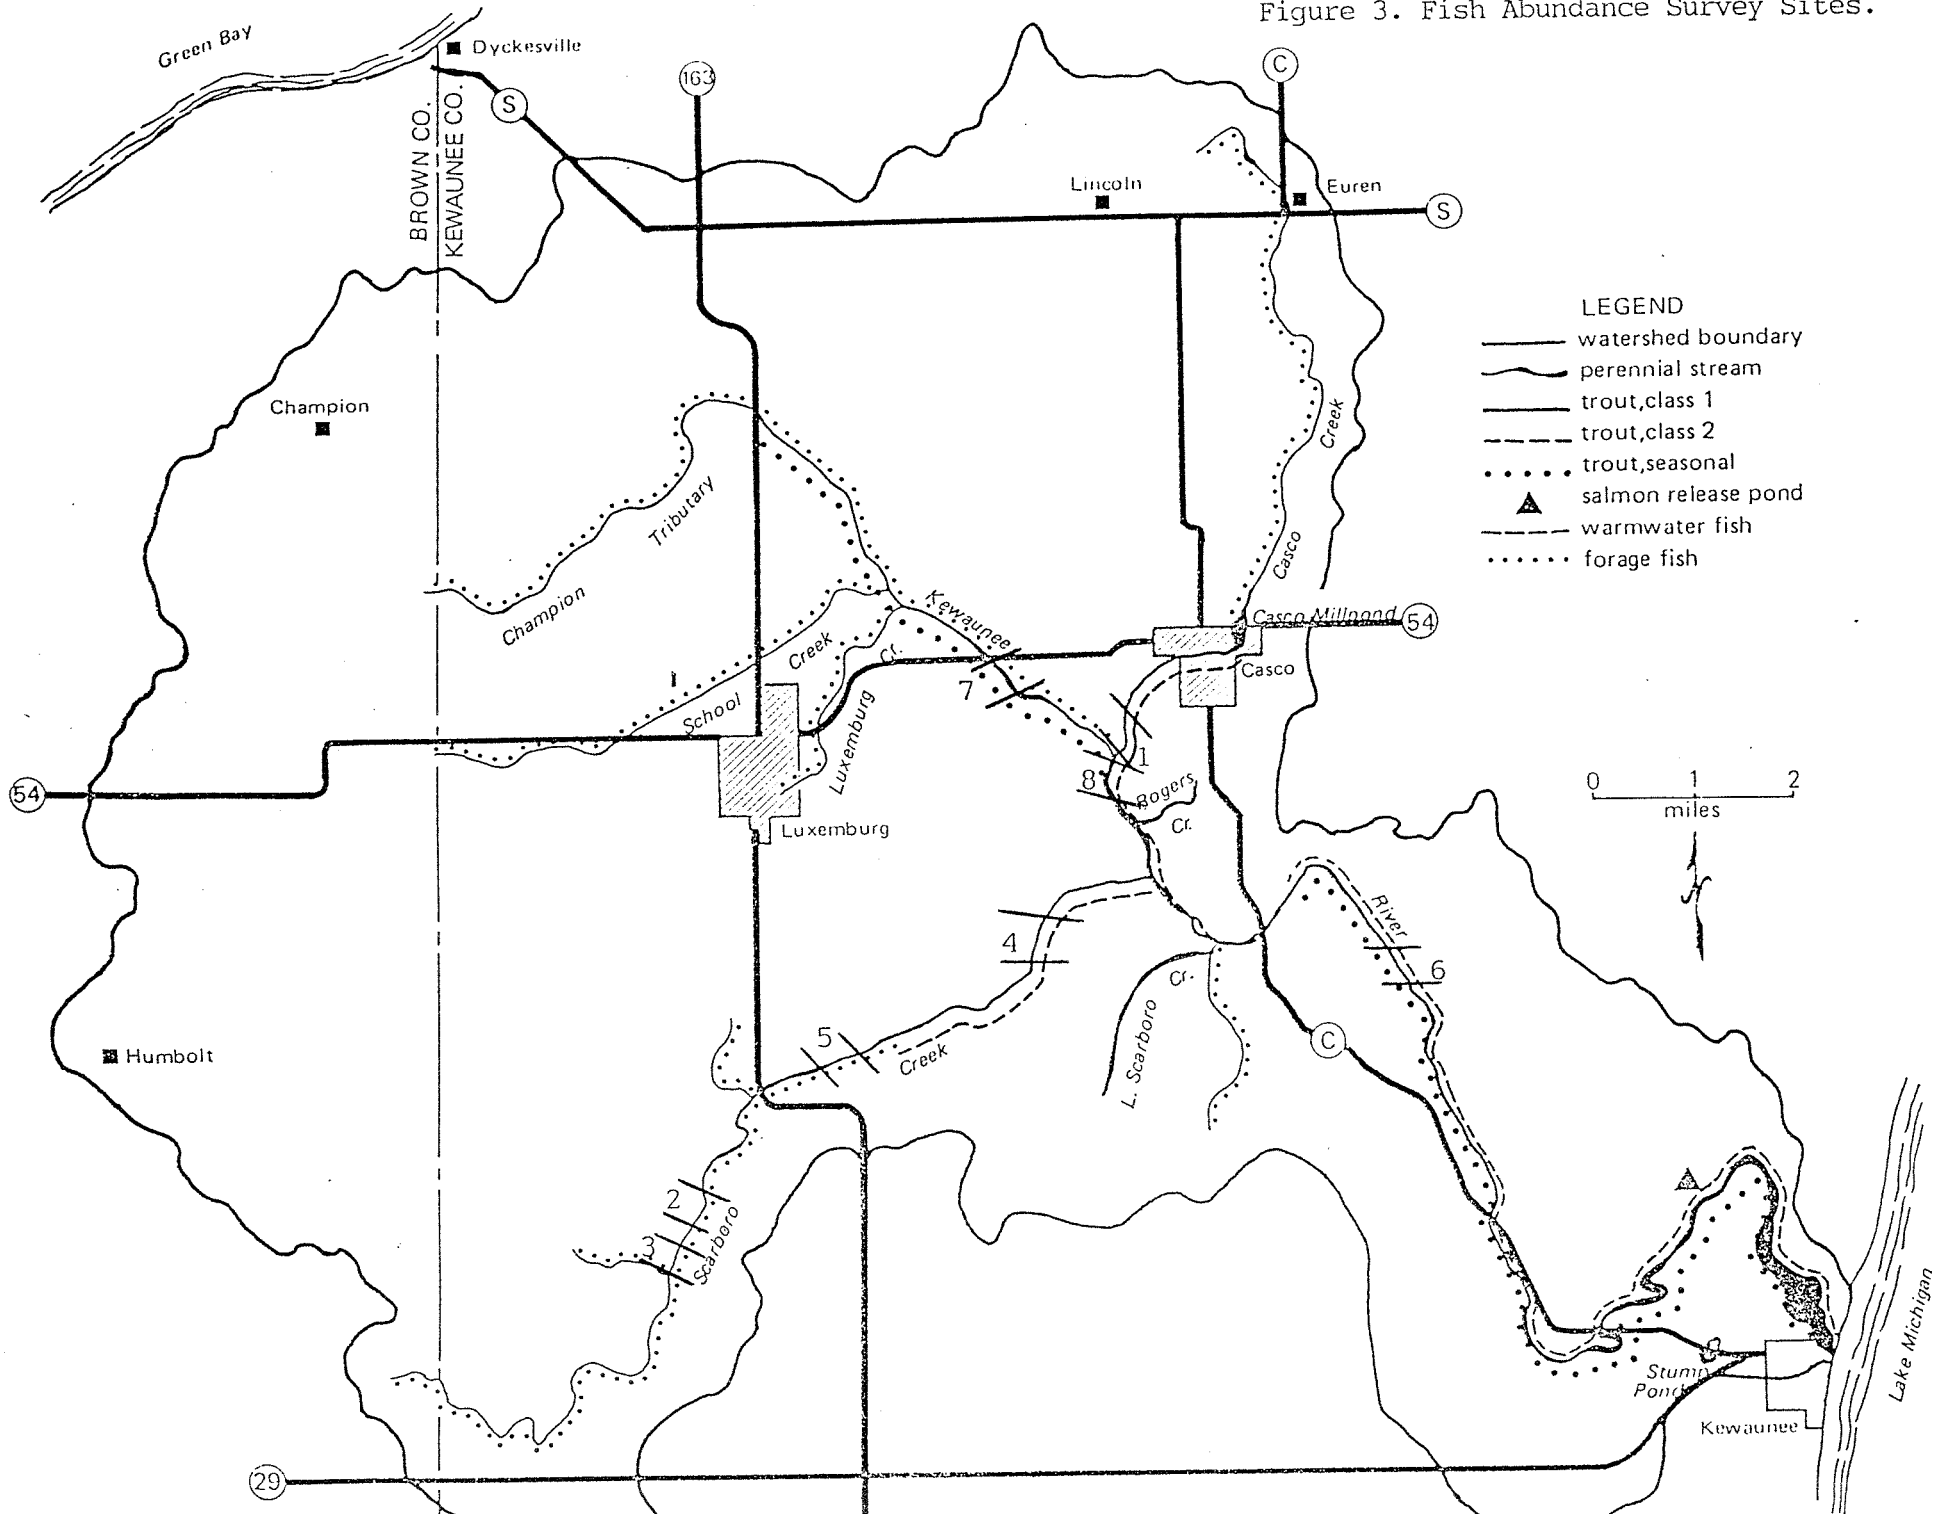 Figure 3. Fish Abundance Survey Sites.
Green Bay
Dyckesville
163
C
S
BROWN CO.
KEWAUNEE CO.
Lincoln
Euren
S
LEGEND
watershed boundary
perennial stream
trout, class 1
trout, class 2
trout, seasonal
salmon release pond
warmwater fish
forage fish
Champion
Creek
Tributary
Casco
Champion
Kewaunee
Casco Millpond
54
Creek
Cr.
Casco
7
School
Luxemburg
1
8
Rogers
Cr.
54
0 1 2
miles
Luxemburg
River
4
6
Cr.
L. Scarboro
5
Creek
C
Humbolt
2
3
Scarboro
Lake Michigan
Stump
Pond
Kewaunee
29